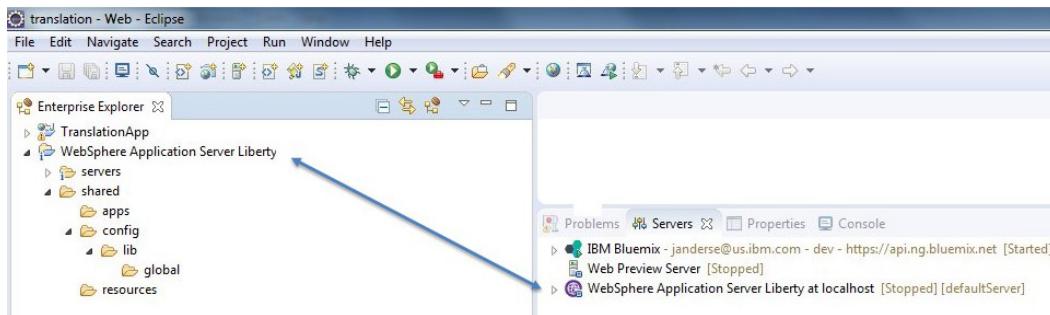 translation - Web - Eclipse
File Edit Navigate Search Project Run Window Help
Enterprise Explorer
TranslationApp
WebSphere Application Server Liberty
servers
shared
apps
config
lib
global
resources
Problems Servers Properties Console
IBM Bluemix - janderse@us.ibm.com - dev - https://api.ng.bluemix.net [Started]
Web Preview Server [Stopped]
WebSphere Application Server Liberty at localhost [Stopped] [defaultServer]